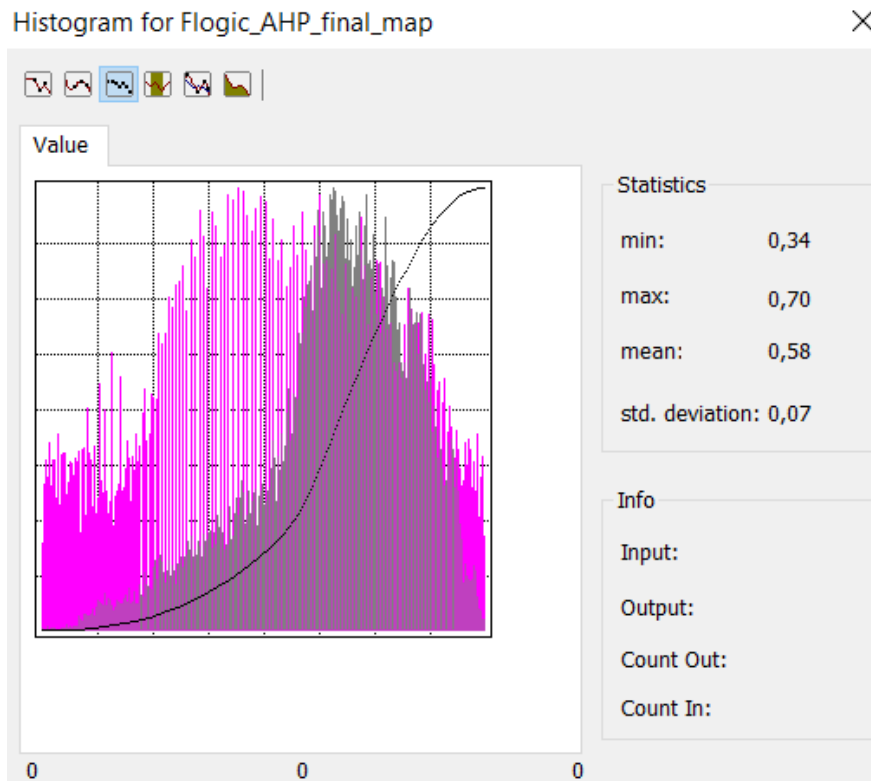 Histogram for Flogic_AHP_final_map
Value
Statistics
min: 0,34
max: 0,70
mean: 0,58
std. deviation: 0,07
Info
Input:
Output:
Count Out:
Count In:
0 0 0